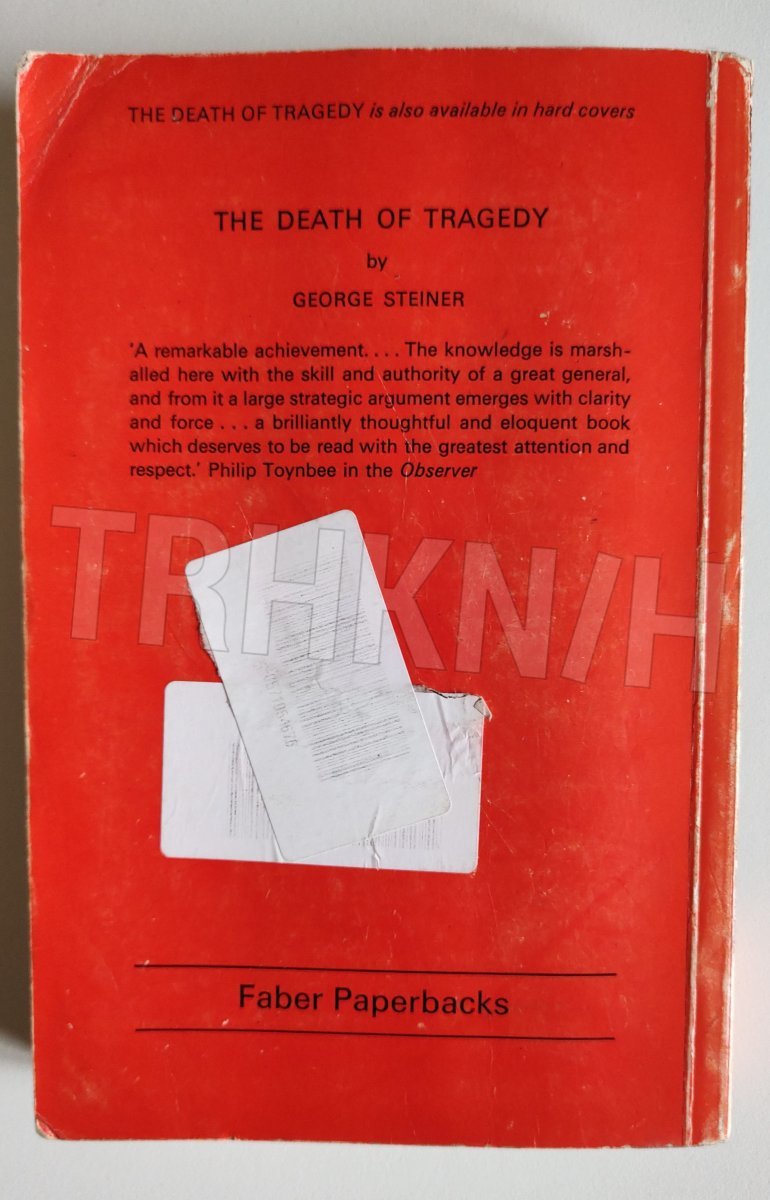 THE DEATH OF TRAGEDY is also available in hard covers
THE DEATH OF TRAGEDY
by
GEORGE STEINER
'A remarkable achievement.... The knowledge is marsh-
alled here with the skill and authority of a great general,
and from it a large strategic argument emerges with clarity
and force ... a brilliantly thoughtful and eloquent book
which deserves to be read with the greatest attention and
respect.' Philip Toynbee in the Observer
TRHKN/H
Faber Paperbacks